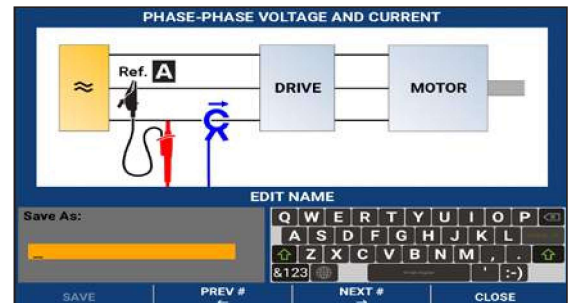 PHASE-PHASE VOLTAGE AND CURRENT
Ref. A
≈ DRIVE MOTOR
EDIT NAME
Save As:
Q W E R T Y U I O P
A S D F G H J K L
Z X C V B N M , .
&123 ' :-)
SAVE PREV # NEXT # CLOSE